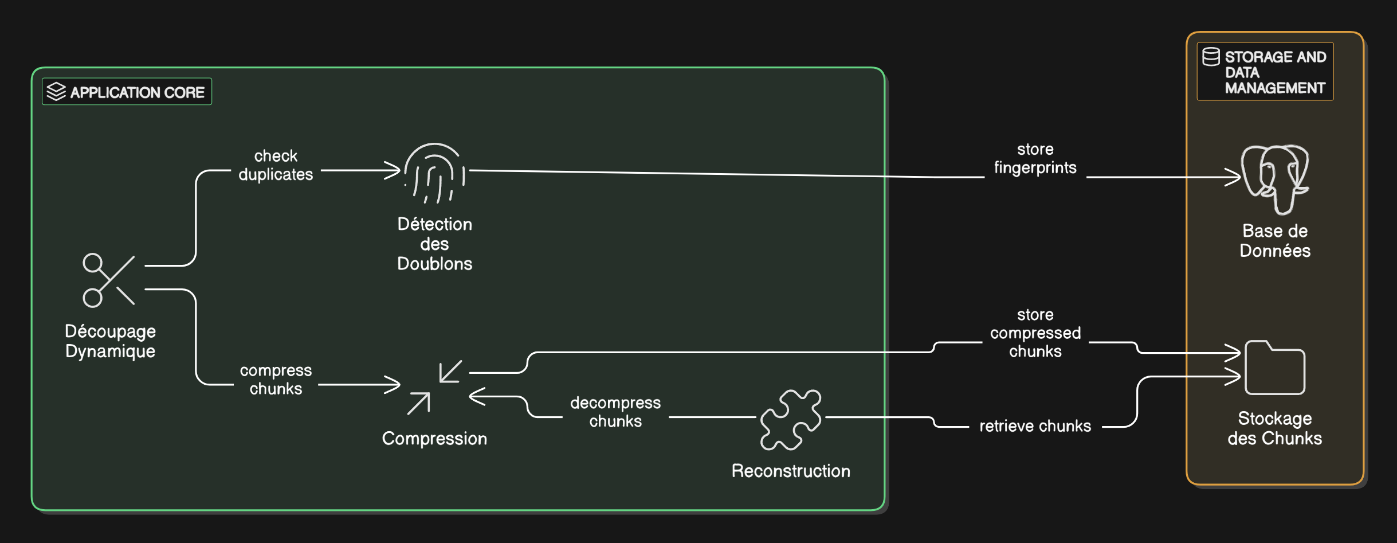 APPLICATION CORE
STORAGE AND
DATA
MANAGEMENT
check
duplicates
store
fingerprints
Détection
des
Doublons
Base de
Données
Découpage
Dynamique
store
compressed
chunks
compress
chunks
decompress
chunks
retrieve chunks
Compression
Reconstruction
Stockage
des Chunks